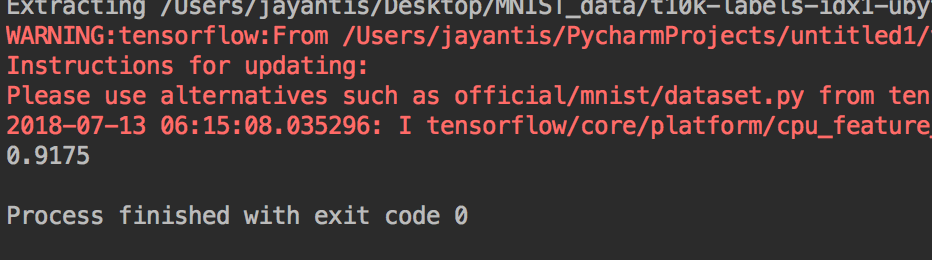 Extracting /Users/jayantis/Desktop/MNIST_data/t10k-labels-idx1-uby
WARNING:tensorflow:From /Users/jayantis/PycharmProjects/untitled1/
Instructions for updating:
Please use alternatives such as official/mnist/dataset.py from ten
2018-07-13 06:15:08.035296: I tensorflow/core/platform/cpu_feature_
0.9175
Process finished with exit code 0